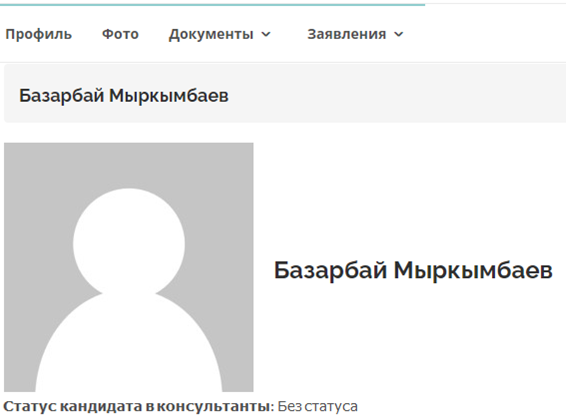 Профиль Фото Документы Заявления
Базарбай Мыркымбаев
Базарбай Мыркымбаев
Статус кандидата в консультанты: Без статуса